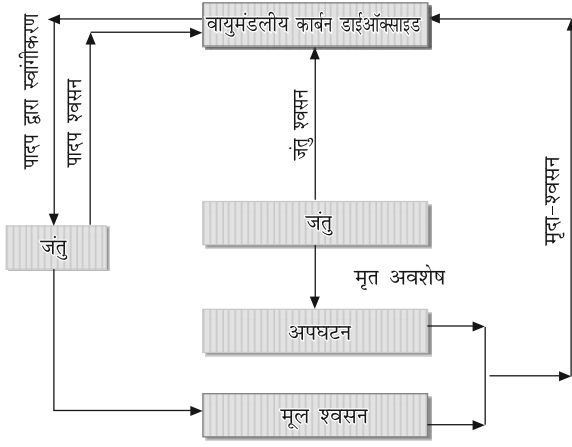 वायुमंडलीय कार्बन डाईऑक्साइड
पादप द्वारा स्वांगीकरण
पादप श्वसन
जंतु श्वसन
मृदा-श्वसन
जंतु
जंतु
मृत अवशेष
अपघटन
मूल श्वसन